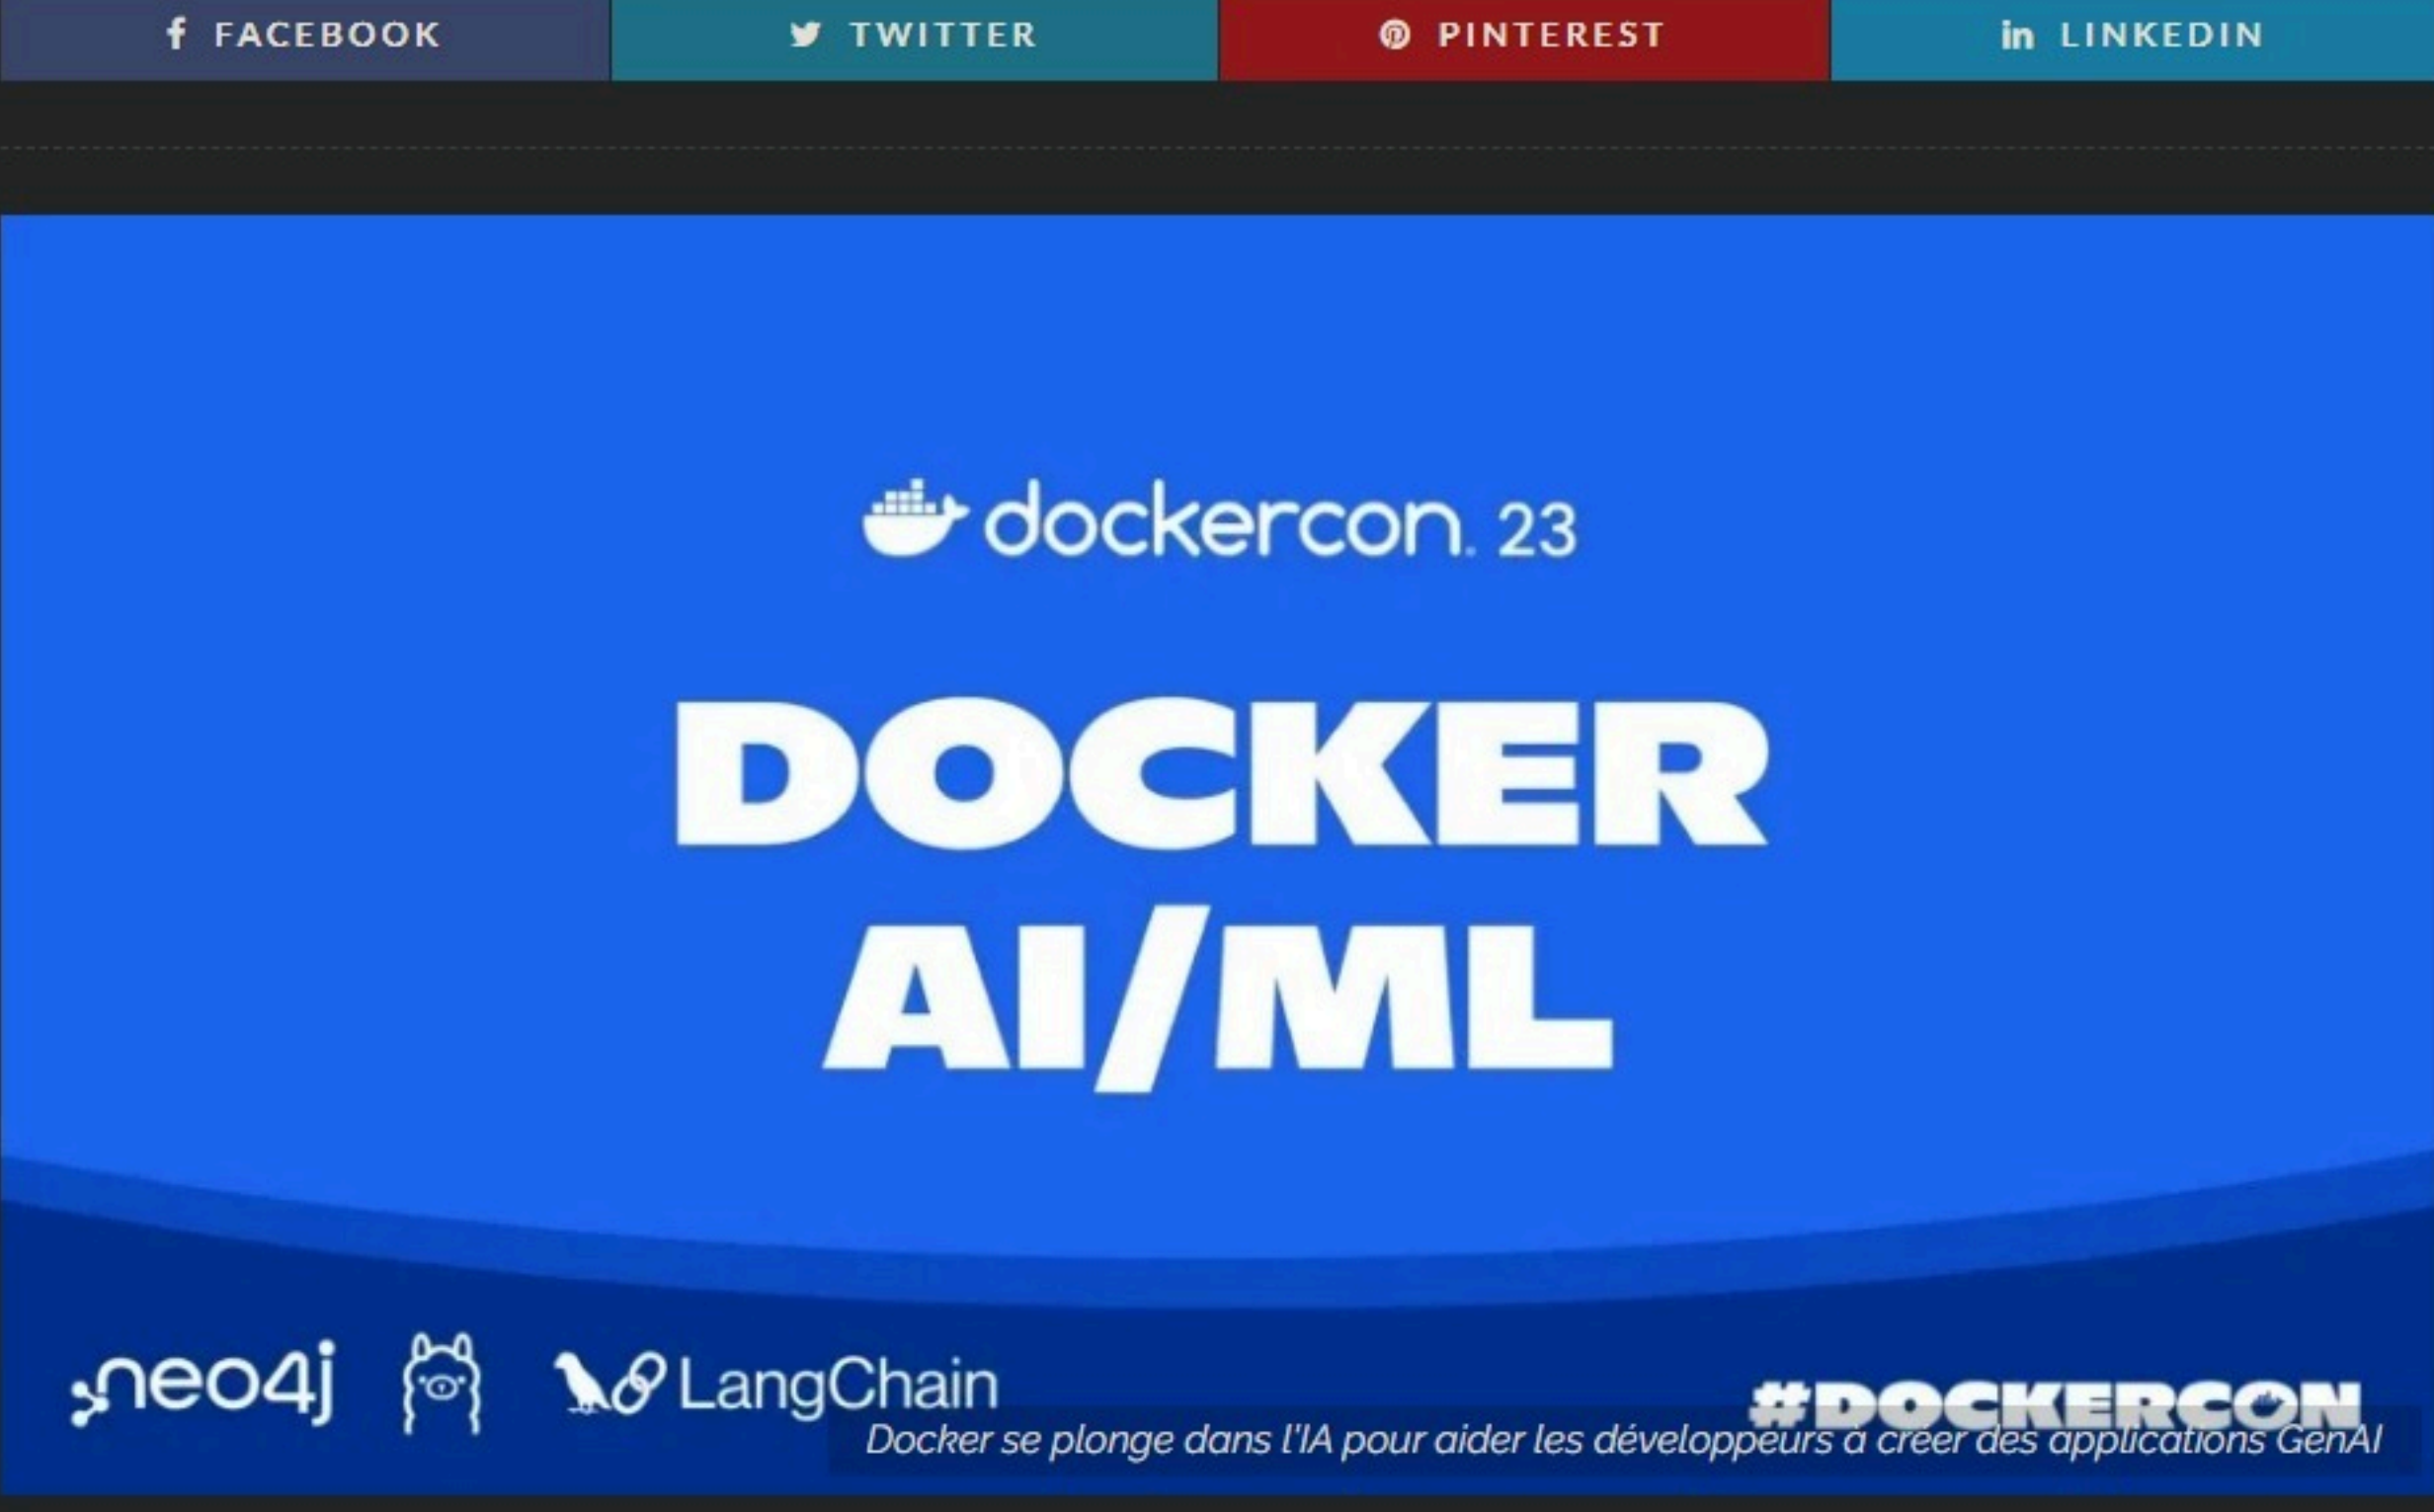 FACEBOOK
TWITTER
PINTEREST
LINKEDIN
dockercon. 23
DOCKER
AI/ML
neo4j
LangChain
#DOCKERCON
Docker se plonge dans l'IA pour aider les développeurs à créer des applications GenAI